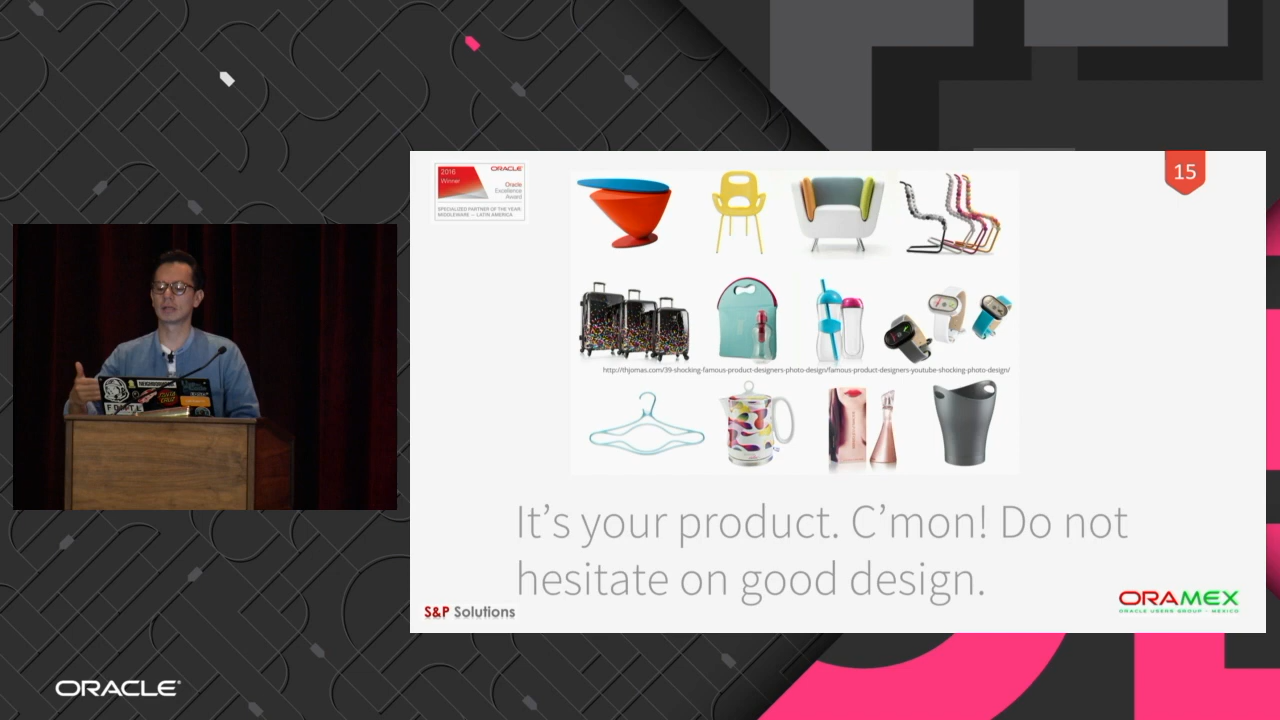 2016
Winner
ORACLE
Oracle
Excellence
Award
SPECIALIZED PARTNER OF THE YEAR
MIDDLEWARE – LATIN AMERICA
15
http://thjomas.com/39-shocking-famous-product-designers-photo-design/famous-product-designers-youtube-shocking-photo-design/
It's your product. C'mon! Do not
hesitate on good design.
S&P Solutions
ORAMEX
ORACLE USERS GROUP - MEXICO
ORACLE